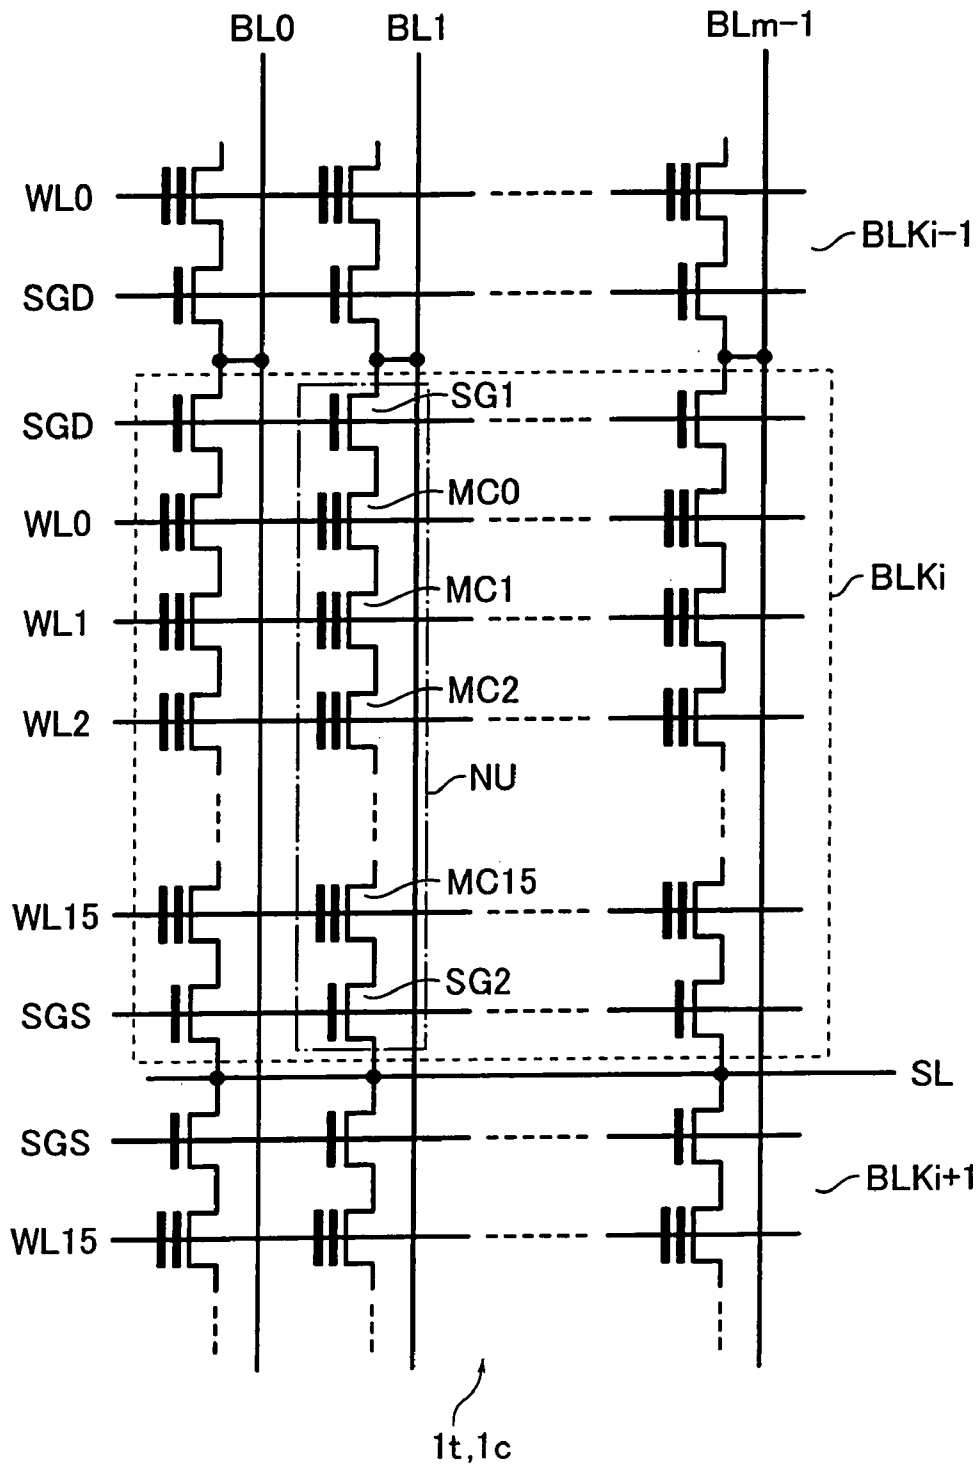 BL0 BL1 BLm-1
WL0
BLKi-1
SGD
SGD SG1
WL0 MC0
BLKi
WL1 MC1
WL2 MC2
NU
WL15 MC15
SGS SG2
SL
SGS
BLKi+1
WL15
1t,1c